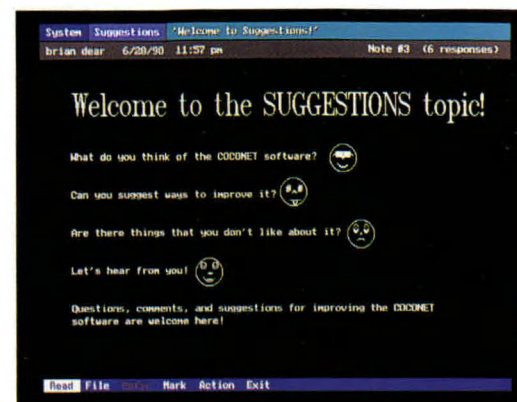 System Suggestions "Welcome to Suggestions!"
brian dear 6/20/90 11:57 pm Note #3 (6 responses)
Welcome to the SUGGESTIONS topic!
What do you think of the COCONET software?
Can you suggest ways to improve it?
Are there things that you don't like about it?
Let's hear from you!
Questions, comments, and suggestions for improving the COCONET
software are welcome here!
Read File Mark Action Exit